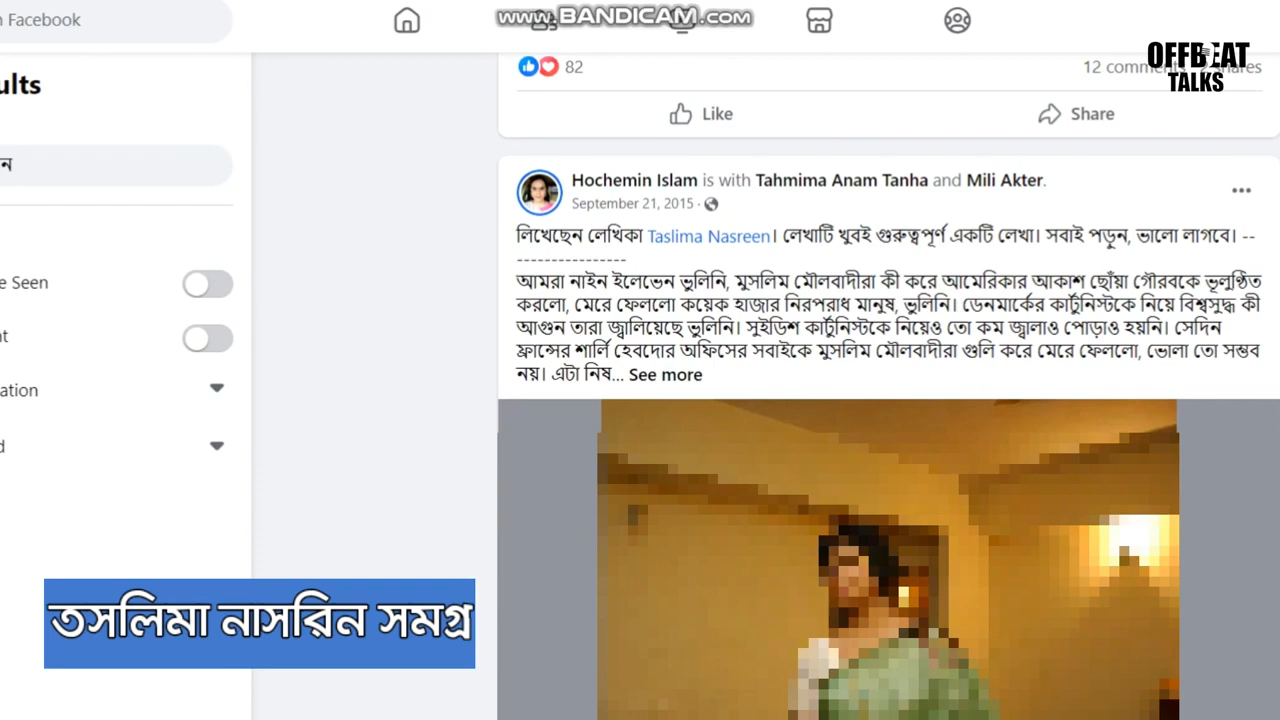 Facebook
www.BANDICAM.com
OFFBEAT
TALKS
82
12 comments
shares
Like
Share
ults
ন
e Seen
t
ation
d
Hochemin Islam is with Tahmima Anam Tanha and Mili Akter.
September 21, 2015 ·
লিখেছেন লেখিকা Taslima Nasreen। লেখাটি খুবই গুরুত্বপূর্ণ একটি লেখা। সবাই পড়ুন, ভালো লাগবে। --
----------------
আমরা নাইন ইলেভেন ভুলিনি, মুসলিম মৌলবাদীরা কী করে আমেরিকার আকাশ ছোঁয়া গৌরবকে ভূলুণ্ঠিত
করলো, মেরে ফেললো কয়েক হাজার নিরপরাধ মানুষ, ভুলিনি। ডেনমার্কের কার্টুনিস্টকে নিয়ে বিশ্বসুদ্ধ কী
আগুন তারা জ্বালিয়েছে ভুলিনি। সুইডিশ কার্টুনিস্টকে নিয়েও তো কম জ্বালাও পোড়াও হয়নি। সেদিন
ফ্রান্সের শার্লি হেবদোর অফিসের সবাইকে মুসলিম মৌলবাদীরা গুলি করে মেরে ফেললো, ভোলা তো সম্ভব
নয়। এটা নিষ... See more
তসলিমা নাসরিন সমগ্র